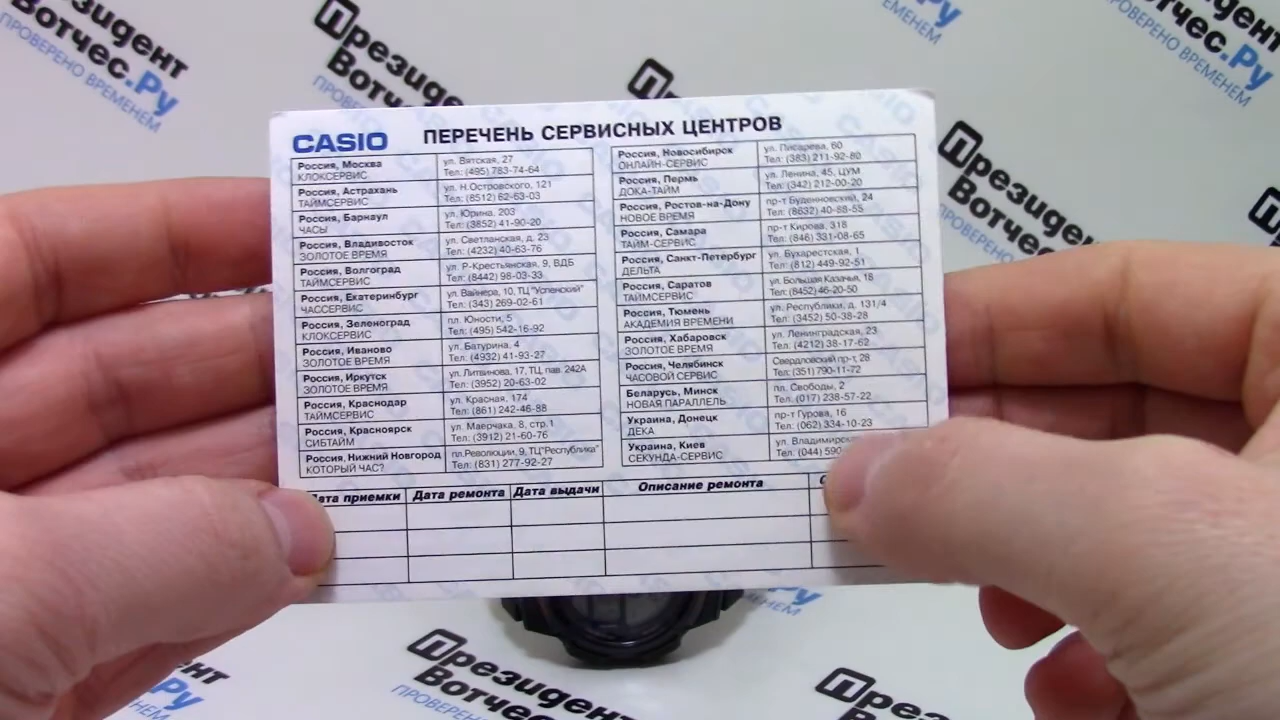 Президент
Вотчес.Ру
ПРОВЕРЕНО ВРЕМЕНЕМ
Президент
Вотчес
CASIO
ПЕРЕЧЕНЬ СЕРВИСНЫХ ЦЕНТРОВ
Россия, Москва
КЛОКСЕРВИС
ул. Вятская, 27
Тел: (495) 783-74-64
Россия, Астрахань
ТАЙМСЕРВИС
ул. Н.Островского, 121
Тел: (8512) 62-63-03
Россия, Барнаул
ЧАСЫ
ул. Юрина, 203
Тел: (3852) 41-90-20
Россия, Владивосток
ЗОЛОТОЕ ВРЕМЯ
ул. Светланская, д. 23
Тел: (4232) 40-63-76
Россия, Волгоград
ТАЙМСЕРВИС
ул. Р-Крестьянская, 9, ВДБ
Тел: (8442) 98-03-33
Россия, Екатеринбург
ЧАССЕРВИС
ул. Вайнера, 10, ТЦ "Успенский"
Тел: (343) 269-02-61
Россия, Зеленоград
КЛОКСЕРВИС
пл. Юности, 5
Тел: (495) 542-16-92
Россия, Иваново
ЗОЛОТОЕ ВРЕМЯ
ул. Батурина, 4
Тел: (4932) 41-93-27
Россия, Иркутск
ЗОЛОТОЕ ВРЕМЯ
ул. Литвинова, 17, ТЦ, пав. 242А
Тел: (3952) 20-63-02
Россия, Краснодар
ТАЙМСЕРВИС
ул. Красная, 174
Тел: (861) 242-46-88
Россия, Красноярск
СИБТАЙМ
ул. Маерчака, 8, стр.1
Тел: (3912) 21-60-76
Россия, Нижний Новгород
КОТОРЫЙ ЧАС?
пл.Революции, 9, ТЦ"Республика"
Тел: (831) 277-92-27
Россия, Новосибирск
ОНЛАЙН-СЕРВИС
ул. Писарева, 60
Тел: (383) 211-92-80
Россия, Пермь
ДОКА-ТАЙМ
ул. Ленина, 45, ЦУМ
Тел: (342) 212-00-20
Россия, Ростов-на-Дону
НОВОЕ ВРЕМЯ
пр-т Буденновский, 24
Тел: (8632) 40-88-55
Россия, Самара
ТАЙМ-СЕРВИС
пр-т Кирова, 318
Тел: (846) 331-08-65
Россия, Санкт-Петербург
ДЕЛЬТА
ул. Бухарестская, 1
Тел: (812) 449-92-51
Россия, Саратов
ТАЙМСЕРВИС
ул. Большая Казачья, 18
Тел: (8452) 46-20-50
Россия, Тюмень
АКАДЕМИЯ ВРЕМЕНИ
ул. Республики, д. 131/4
Тел: (3452) 50-38-28
Россия, Хабаровск
ЗОЛОТОЕ ВРЕМЯ
ул. Ленинградская, 23
Тел: (4212) 38-17-62
Россия, Челябинск
ЧАСОВОЙ СЕРВИС
Свердловский пр-т, 28
Тел: (351) 790-11-72
Беларусь, Минск
НОВАЯ ПАРАЛЛЕЛЬ
пл. Свободы, 2
Тел: (017) 238-57-22
Украина, Донецк
ДЕКА
пр-т Гурова, 16
Тел: (062) 334-10-23
Украина, Киев
СЕКУНДА-СЕРВИС
ул.
Тел: (044) 590
Дата приемки Дата ремонта Дата выдачи Описание ремонта
Президент
Вотчес.Ру
ПРОВЕРЕНО ВРЕМЕНЕМ
Президент
Вотчес